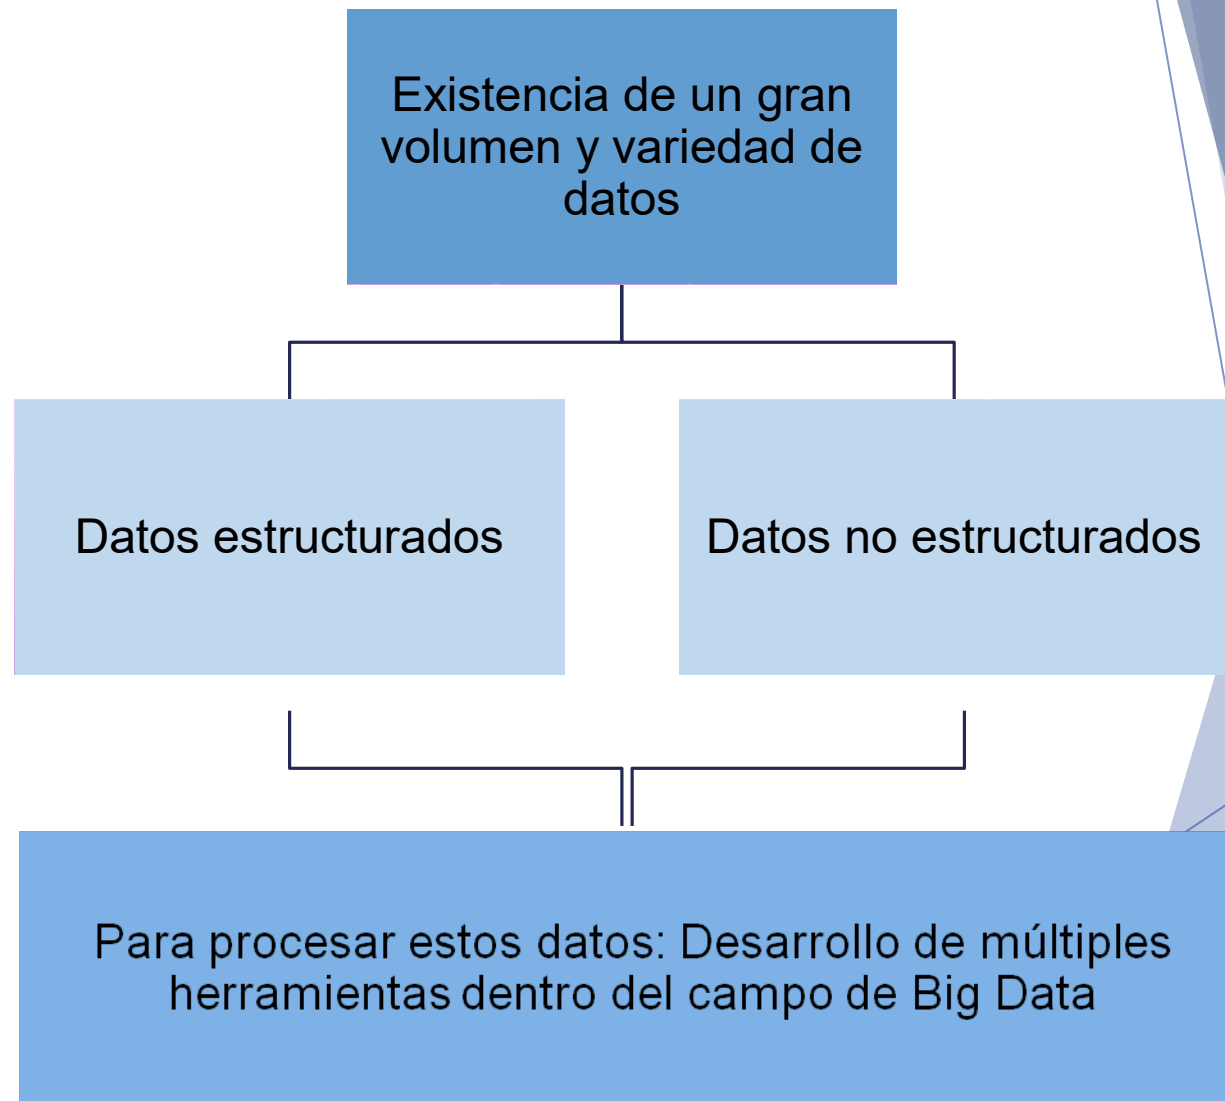 Existencia de un gran
volumen y variedad de
datos
Datos estructurados
Datos no estructurados
Para procesar estos datos: Desarrollo de múltiples
herramientas dentro del campo de Big Data